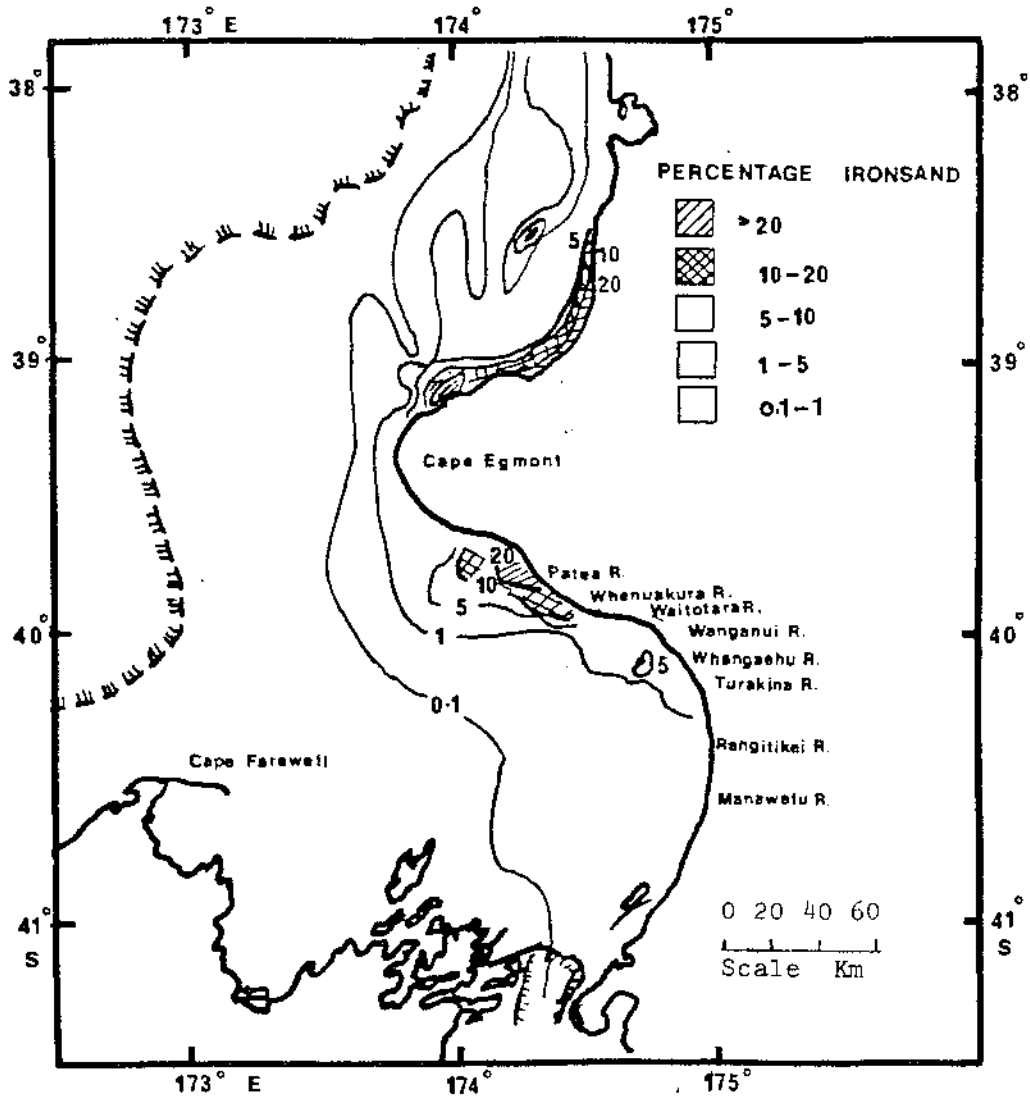 173° E 174° 175°
38° 38°
PERCENTAGE IRONSAND
>20
10-20
5-10
1-5
0.1-1
5
10
20
39° 39°
Cape Egmont
20
10
5
1
Patea R.
Whenuakura R.
Waitotara R.
40° 40°
Wanganui R.
Whangaehu R.
5
Turakina R.
0.1
Rangitikei R.
Cape Farewell
Manawatu R.
0 20 40 60
Scale Km
41° 41°
S S
173° E 174° 175°